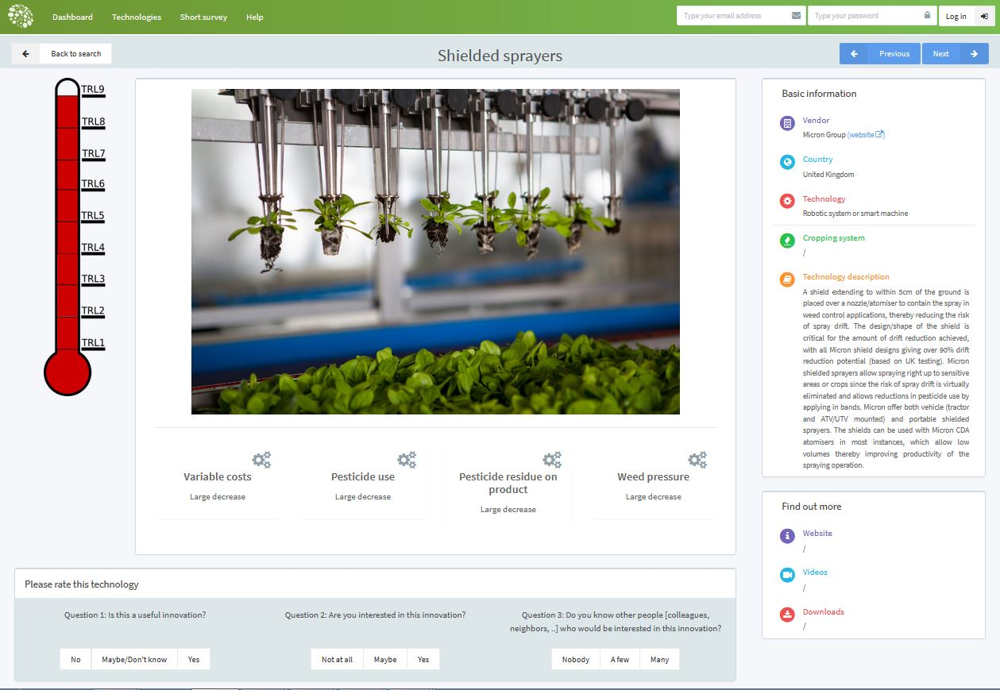 Dashboard Technologies Short survey Help Type your email address Type your password Log in
Back to search Shielded sprayers Previous Next
TRL9
TRL8
TRL7
TRL6
TRL5
TRL4
TRL3
TRL2
TRL1
Variable costs
Large decrease
Pesticide use
Large decrease
Pesticide residue on
product
Large decrease
Weed pressure
Large decrease
Basic information
Vendor
Micron Group (website)
Country
United Kingdom
Technology
Robotic system or smart machine
Cropping system
/
Technology description
A shield extending to within 5cm of the ground is
placed over a nozzle/atomiser to contain the spray in
weed control applications, thereby reducing the risk
of spray drift. The design/shape of the shield is
critical for the amount of drift reduction achieved,
with all Micron shield designs giving over 90% drift
reduction potential (based on UK testing). Micron
shielded sprayers allow spraying right up to sensitive
areas or crops since the risk of spray drift is virtually
eliminated and allows reductions in pesticide use by
applying in bands. Micron offer both vehicle (tractor
and ATV/UTV mounted) and portable shielded
sprayers. The shields can be used with Micron CDA
atomisers in most instances, which allow low
volumes thereby improving productivity of the
spraying operation.
Find out more
Website
/
Videos
/
Downloads
/
Please rate this technology
Question 1: Is this a useful innovation?
No Maybe/Don't know Yes
Question 2: Are you interested in this innovation?
Not at all Maybe Yes
Question 3: Do you know other people [colleagues,
neighbors, ..] who would be interested in this innovation?
Nobody A few Many